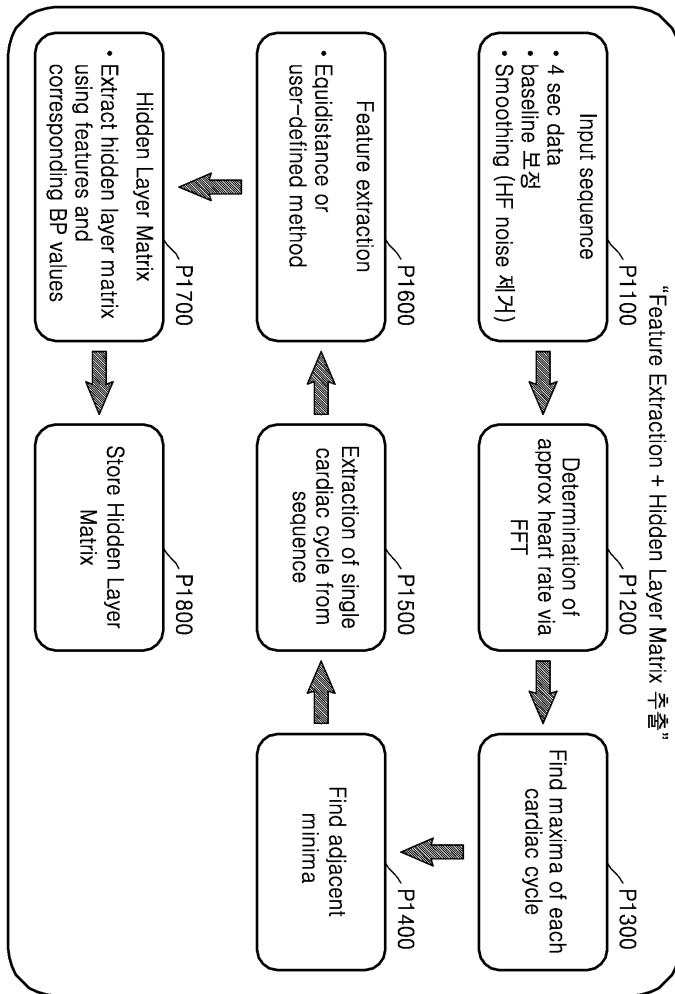 "Feature Extraction + Hidden Layer Matrix 추출"
P1100
Input sequence
• 4 sec data
• baseline 보정
• Smoothing (HF noise 제거)
P1200
Determination of
approx heart rate via
FFT
P1300
Find maxima of each
cardiac cycle
P1400
Find adjacent
minima
P1500
Extraction of single
cardiac cycle from
sequence
P1600
Feature extraction
• Equidistance or
user-defined method
P1700
Hidden Layer Matrix
• Extract hidden layer matrix
using features and
corresponding BP values
P1800
Store Hidden Layer
Matrix